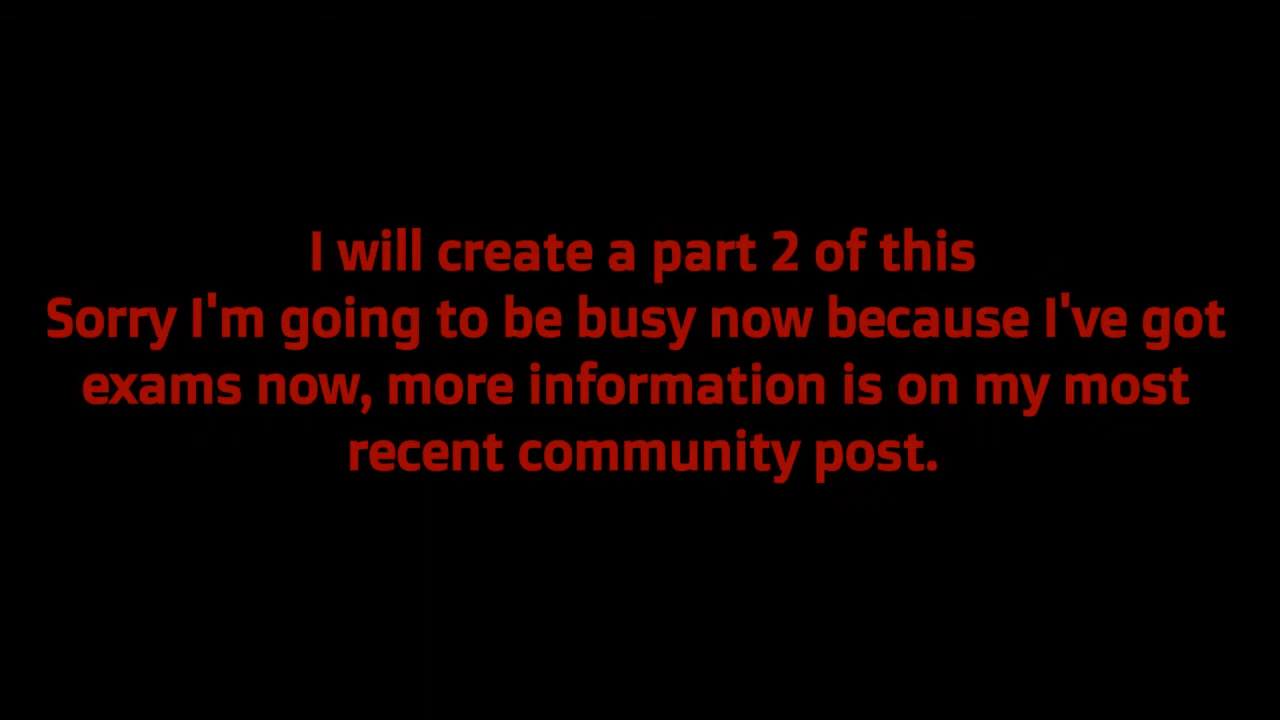 I will create a part 2 of this
Sorry I'm going to be busy now because I've got
exams now, more information is on my most
recent community post.